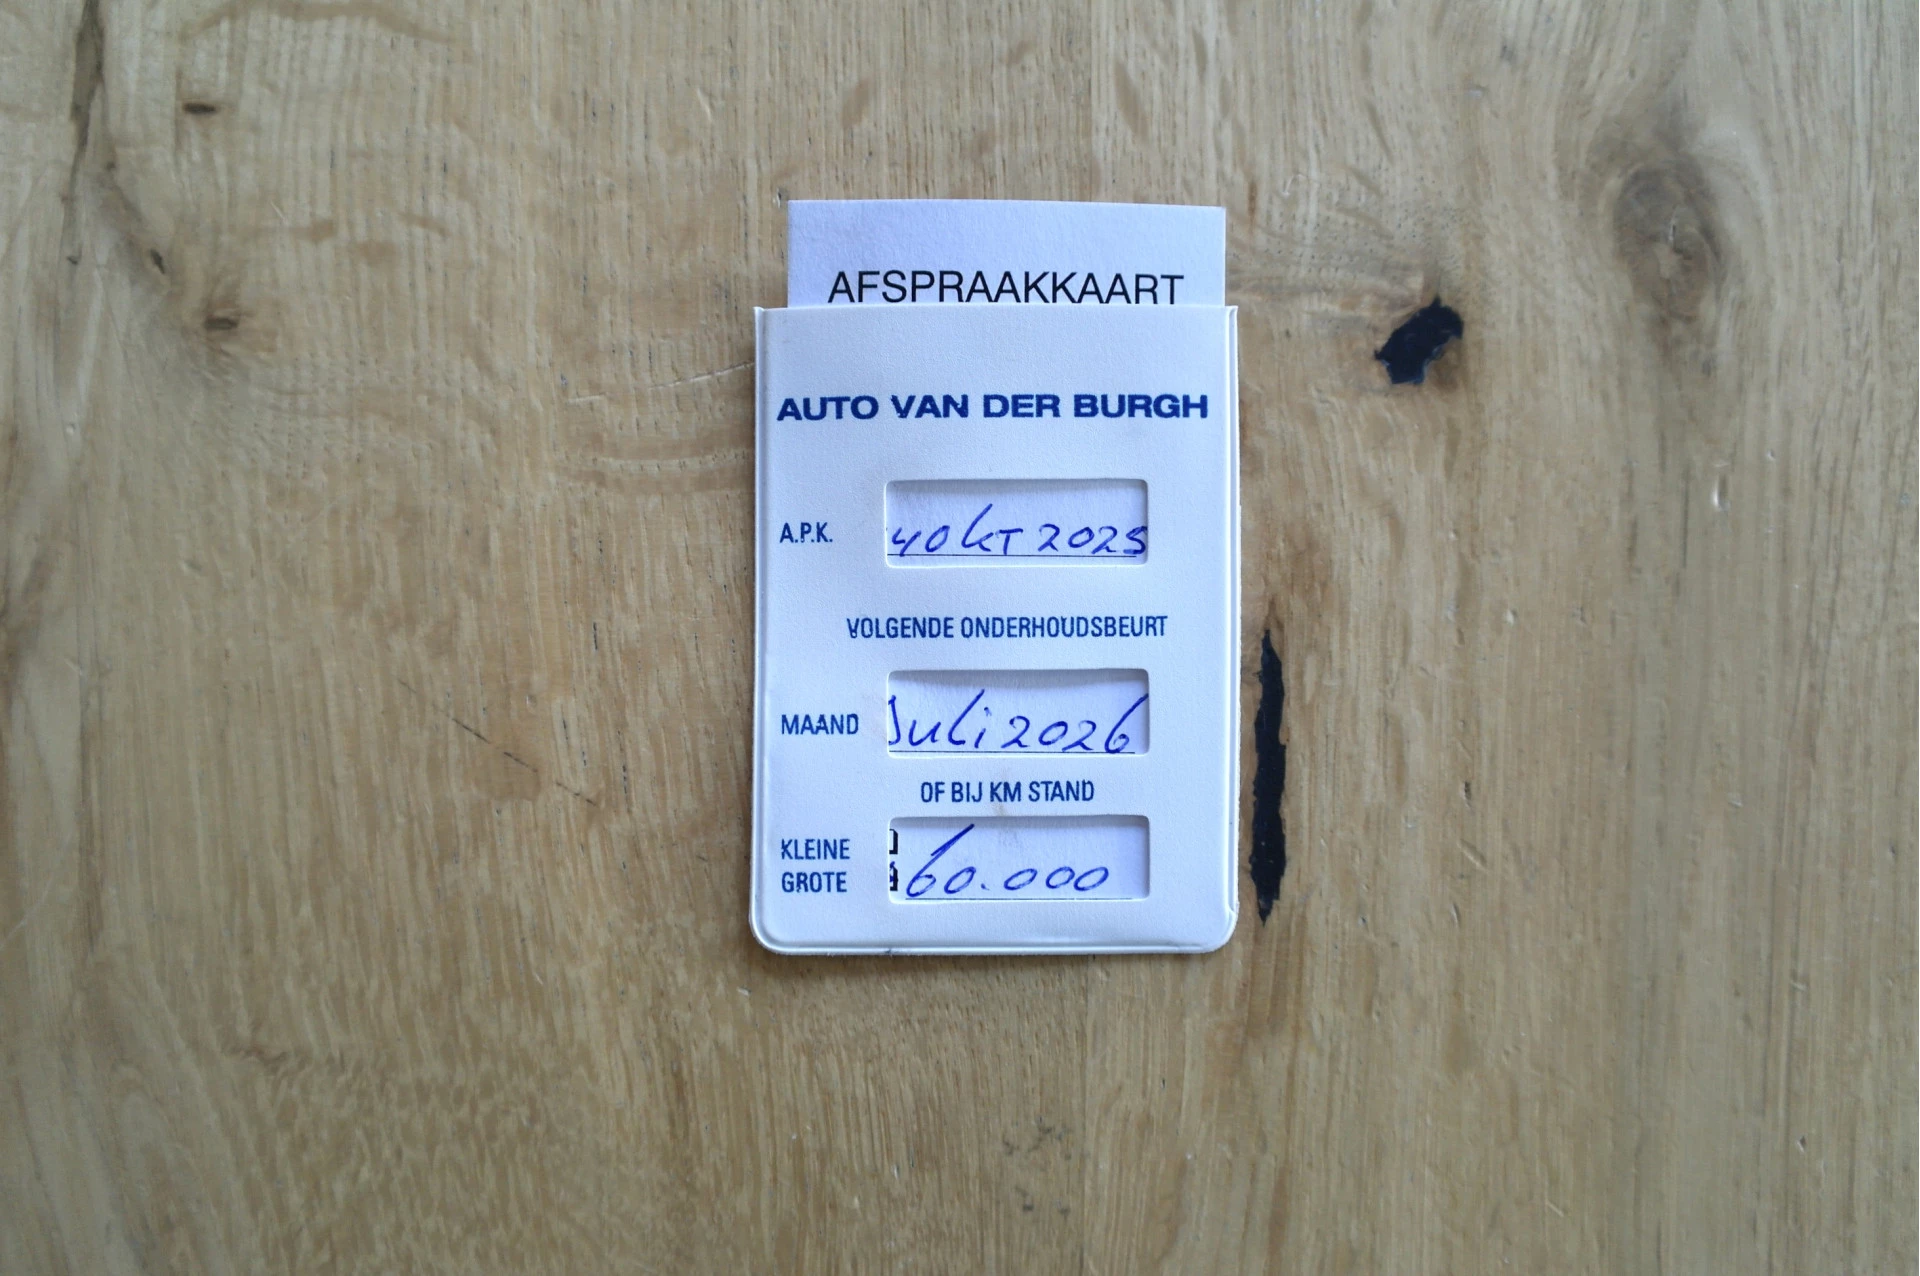 AFSPRAAKKAART
AUTO VAN DER BURGH
A.P.K. 4 Okt 2025
VOLGENDE ONDERHOUDSBEURT
MAAND Juli 2026
OF BIJ KM STAND
KLEINE
GROTE 60.000